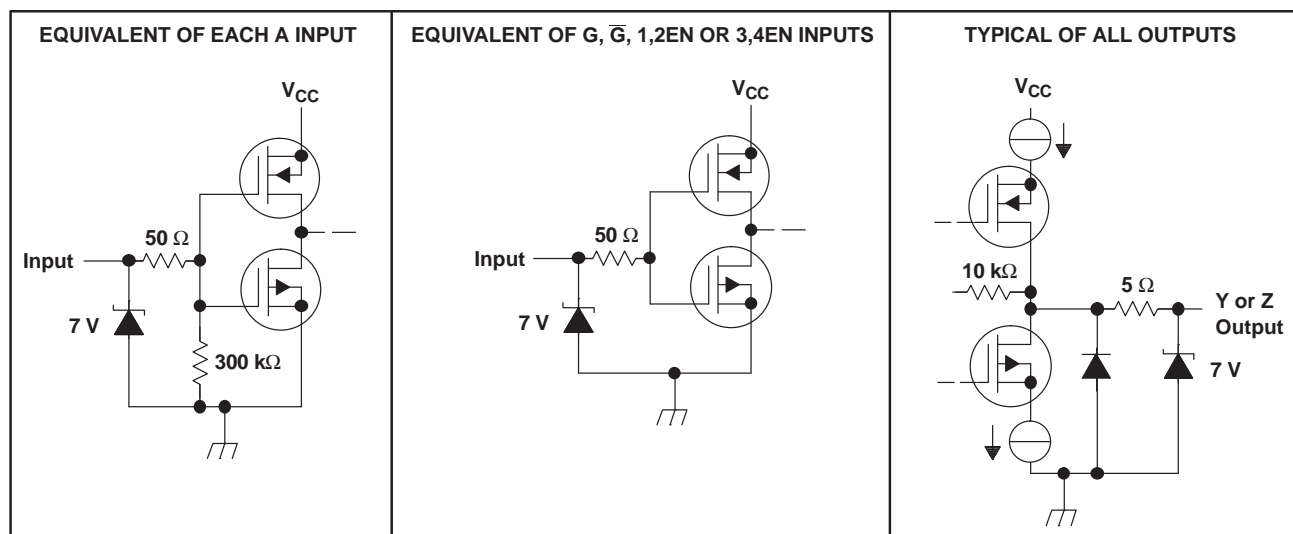 EQUIVALENT OF EACH A INPUT
VCC
50 Ω
Input
7 V
300 kΩ
EQUIVALENT OF G, G̅, 1,2EN OR 3,4EN INPUTS
VCC
50 Ω
Input
7 V
TYPICAL OF ALL OUTPUTS
VCC
10 kΩ
5 Ω
Y or Z
Output
7 V